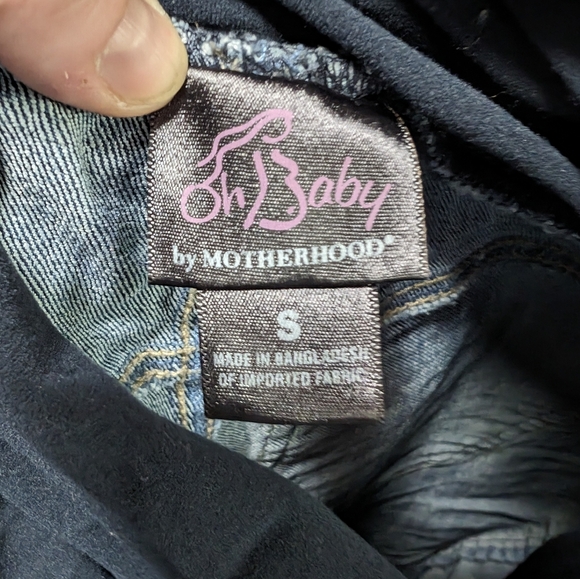 Oh Baby
by MOTHERHOOD®
S
MADE IN BANGLADESH
OF IMPORTED FABRIC